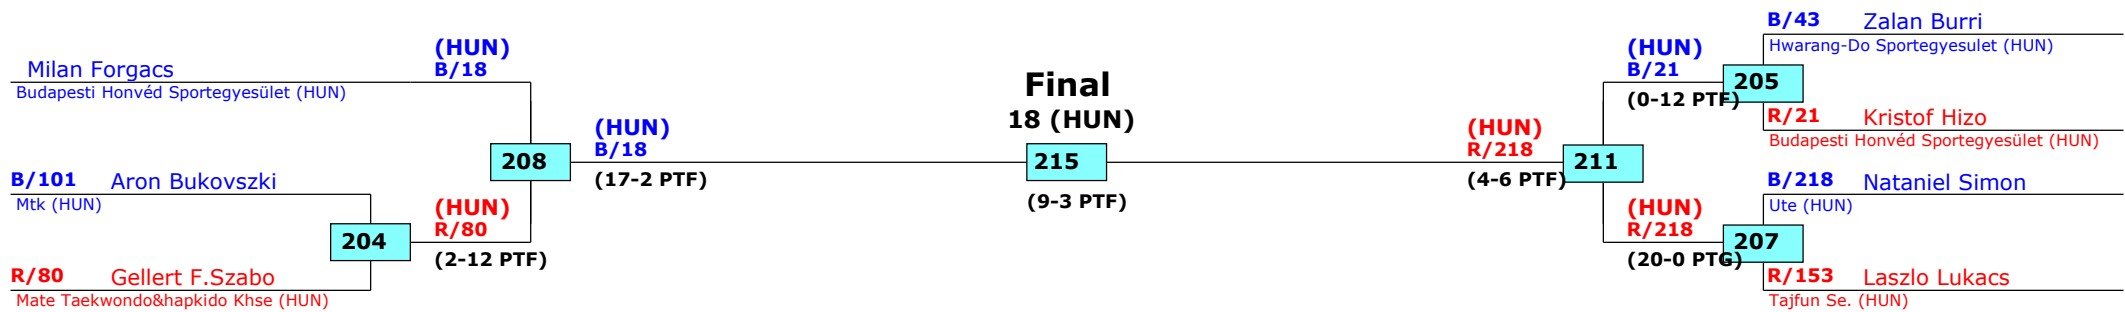 Milan Forgacs
Budapesti Honvéd Sportegyesület (HUN)
(HUN)
B/18
B/101 Aron Bukovszki
Mtk (HUN)
204
R/80 Gellert F.Szabo
Mate Taekwondo&hapkido Khse (HUN)
(HUN)
R/80
(2-12 PTF)
208
(HUN)
B/18
(17-2 PTF)
Final
18 (HUN)
215
(9-3 PTF)
(HUN)
R/218
(4-6 PTF)
211
(HUN)
B/21
(0-12 PTF)
205
B/43 Zalan Burri
Hwarang-Do Sportegyesulet (HUN)
R/21 Kristof Hizo
Budapesti Honvéd Sportegyesület (HUN)
(HUN)
R/218
(20-0 PTG)
207
B/218 Nataniel Simon
Ute (HUN)
R/153 Laszlo Lukacs
Tajfun Se. (HUN)